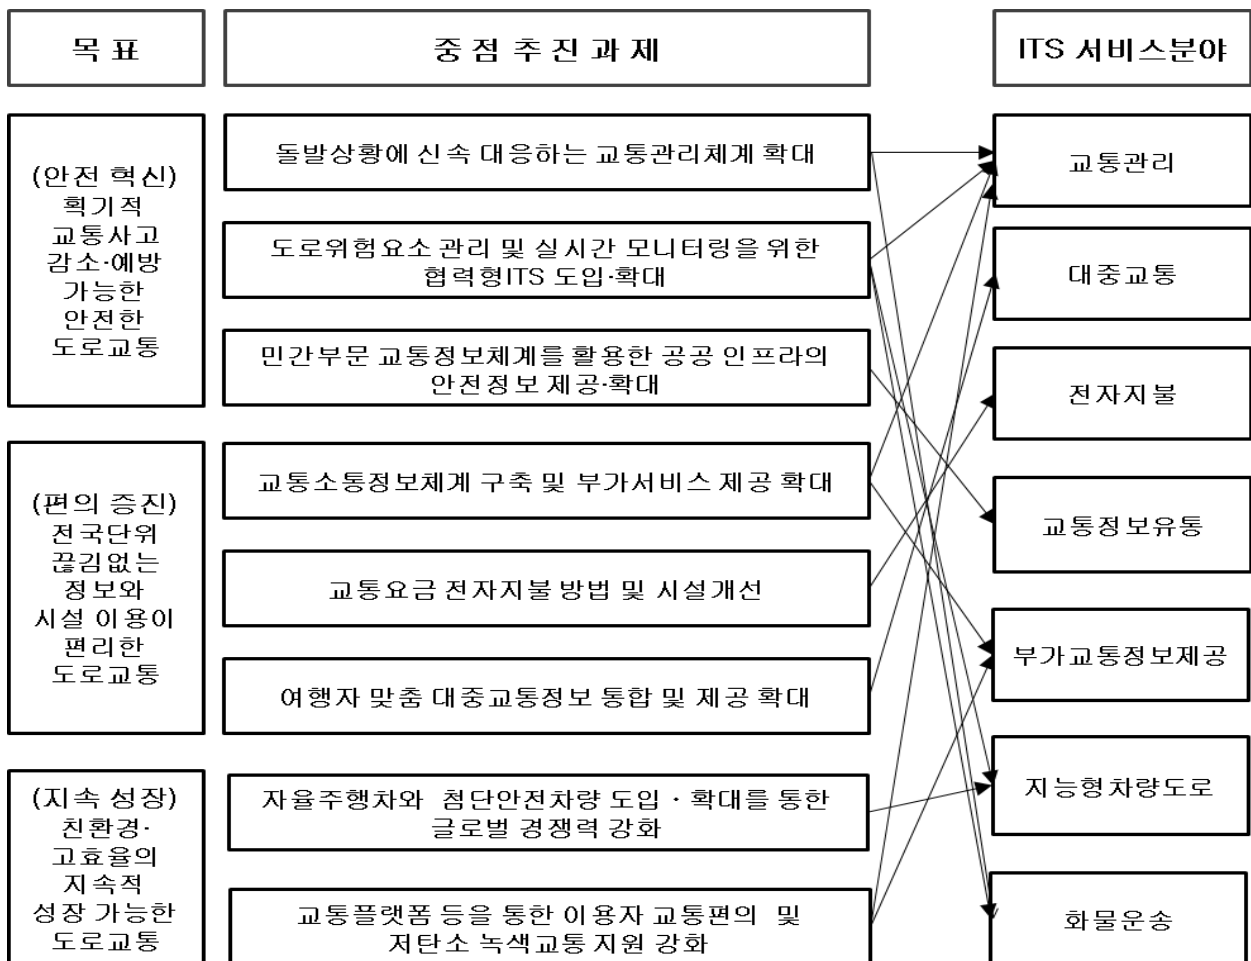 목 표
중 점 추 진 과 제
ITS 서비스분야
(안전 혁신)
획기적
교통사고
감소·예방
가능한
안전한
도로교통
돌발상황에 신속 대응하는 교통관리체계 확대
도로위험요소 관리 및 실시간 모니터링을 위한
협력형ITS 도입·확대
민간부문 교통정보체계를 활용한 공공 인프라의
안전정보 제공·확대
(편의 증진)
전국단위
끊김없는
정보와
시설 이용이
편리한
도로교통
교통소통정보체계 구축 및 부가서비스 제공 확대
교통요금 전자지불 방법 및 시설개선
여행자 맞춤 대중교통정보 통합 및 제공 확대
(지속 성장)
친환경·
고효율의
지속적
성장 가능한
도로교통
자율주행차와 첨단안전차량 도입·확대를 통한
글로벌 경쟁력 강화
교통플랫폼 등을 통한 이용자 교통편의 및
저탄소 녹색교통 지원 강화
교통관리
대중교통
전자지불
교통정보유통
부가교통정보제공
지능형차량도로
화물운송